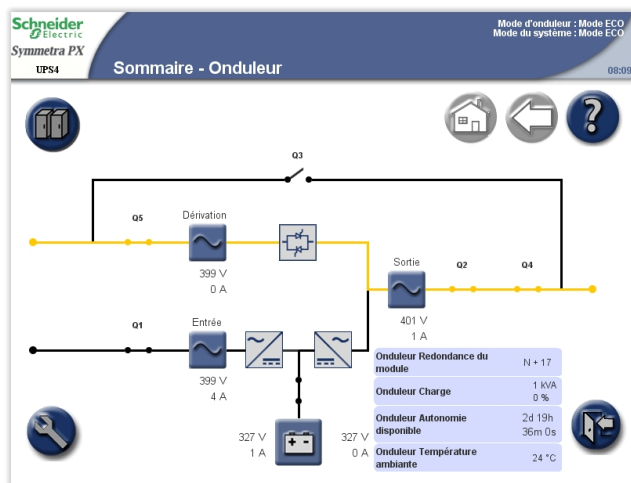 Schneider
Electric
Symmetra PX
UPS4
Sommaire - Onduleur
Mode d'onduleur : Mode ECO
Mode du système : Mode ECO
08:09
Q3
Q5
Dérivation
399 V
0 A
Sortie
Q2
Q4
401 V
1 A
Q1
Entrée
399 V
4 A
327 V
1 A
327 V
0 A
Onduleur Redondance du
module
N + 17
Onduleur Charge
1 kVA
0 %
Onduleur Autonomie
disponible
2d 19h
36m 0s
Onduleur Température
ambiante
24 °C